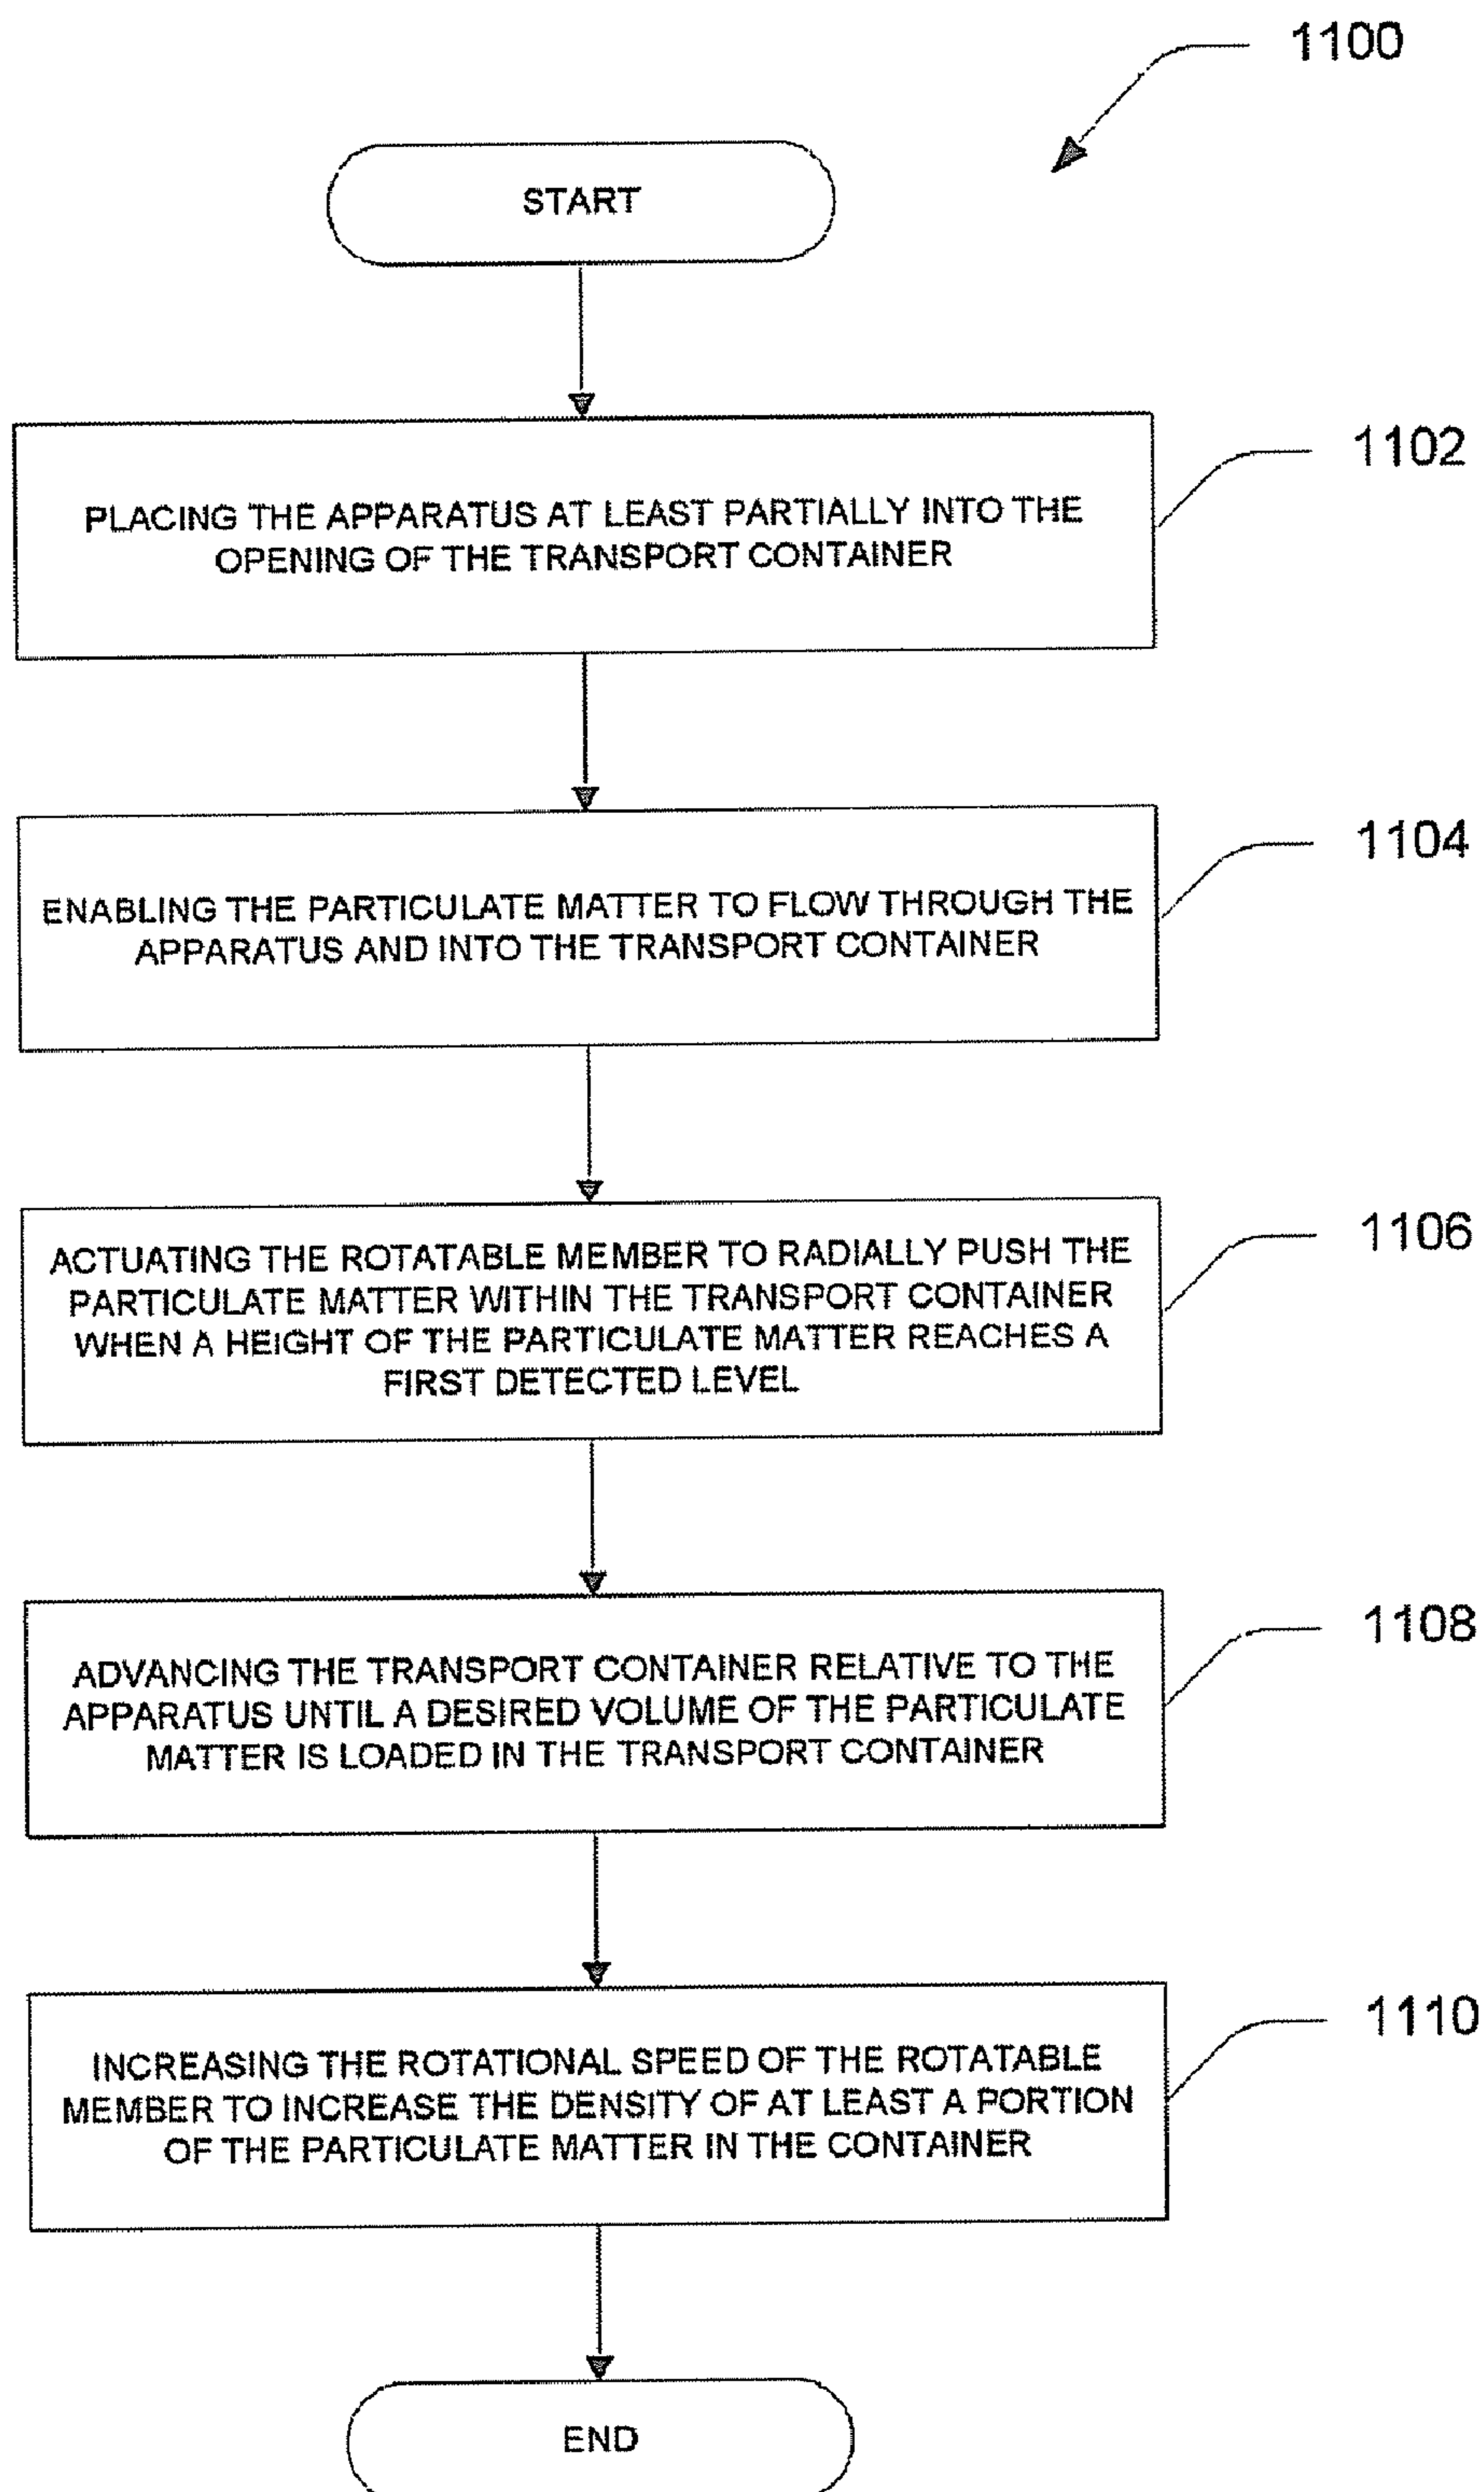 1100
START
1102
PLACING THE APPARATUS AT LEAST PARTIALLY INTO THE
OPENING OF THE TRANSPORT CONTAINER
1104
ENABLING THE PARTICULATE MATTER TO FLOW THROUGH THE
APPARATUS AND INTO THE TRANSPORT CONTAINER
1106
ACTUATING THE ROTATABLE MEMBER TO RADIALLY PUSH THE
PARTICULATE MATTER WITHIN THE TRANSPORT CONTAINER
WHEN A HEIGHT OF THE PARTICULATE MATTER REACHES A
FIRST DETECTED LEVEL
1108
ADVANCING THE TRANSPORT CONTAINER RELATIVE TO THE
APPARATUS UNTIL A DESIRED VOLUME OF THE PARTICULATE
MATTER IS LOADED IN THE TRANSPORT CONTAINER
1110
INCREASING THE ROTATIONAL SPEED OF THE ROTATABLE
MEMBER TO INCREASE THE DENSITY OF AT LEAST A PORTION
OF THE PARTICULATE MATTER IN THE CONTAINER
END